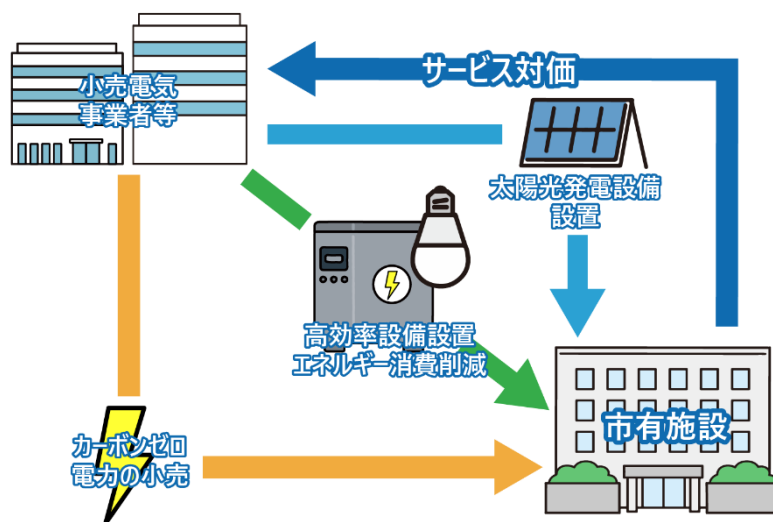 小売電気
事業者等
サービス対価
太陽光発電設備
設置
高効率設備設置
エネルギー消費削減
市有施設
カーボンゼロ
電力の小売